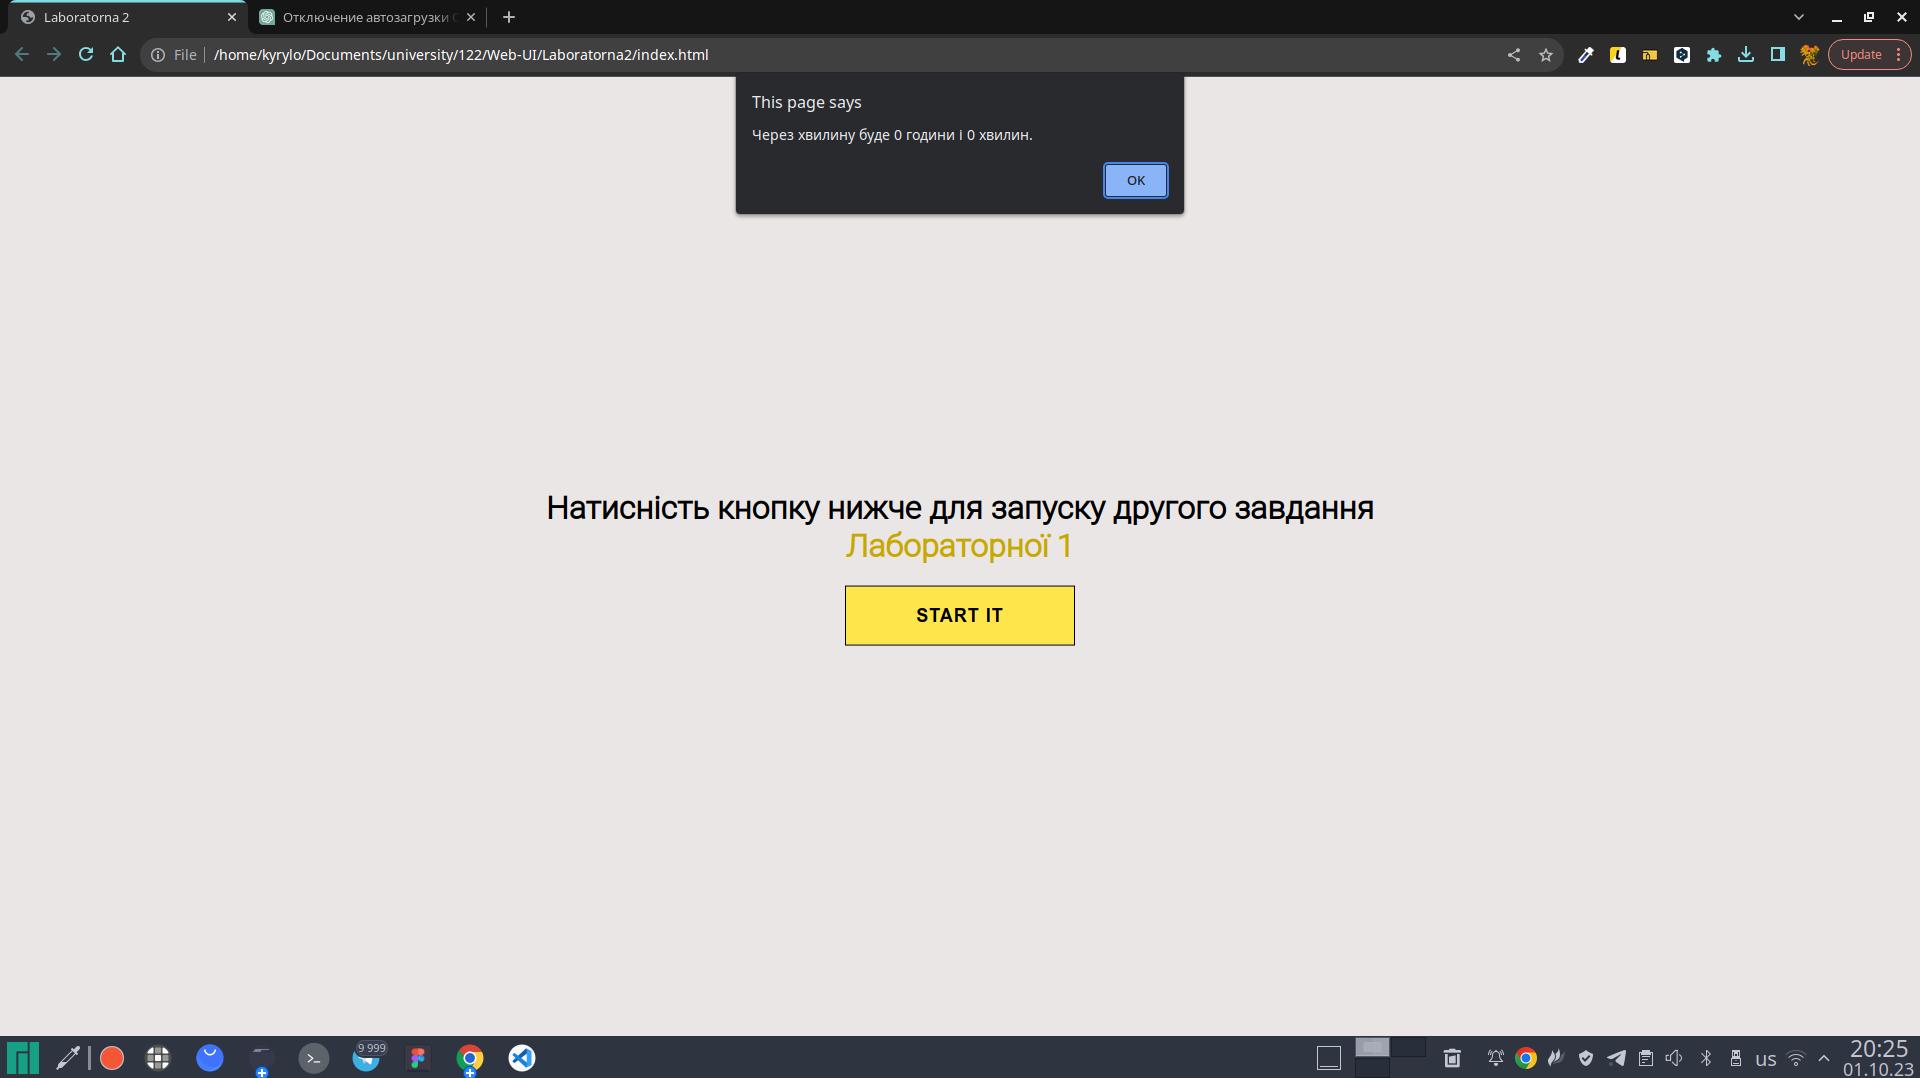 Laboratorna 2
Отключение автозагрузки
File
/home/kyrylo/Documents/university/122/Web-UI/Laboratorna2/index.html
Update
This page says
Через хвилину буде 0 години і 0 хвилин.
OK
Натисність кнопку нижче для запуску другого завдання
Лабораторної 1
START IT
9 999
us
20:25
01.10.23